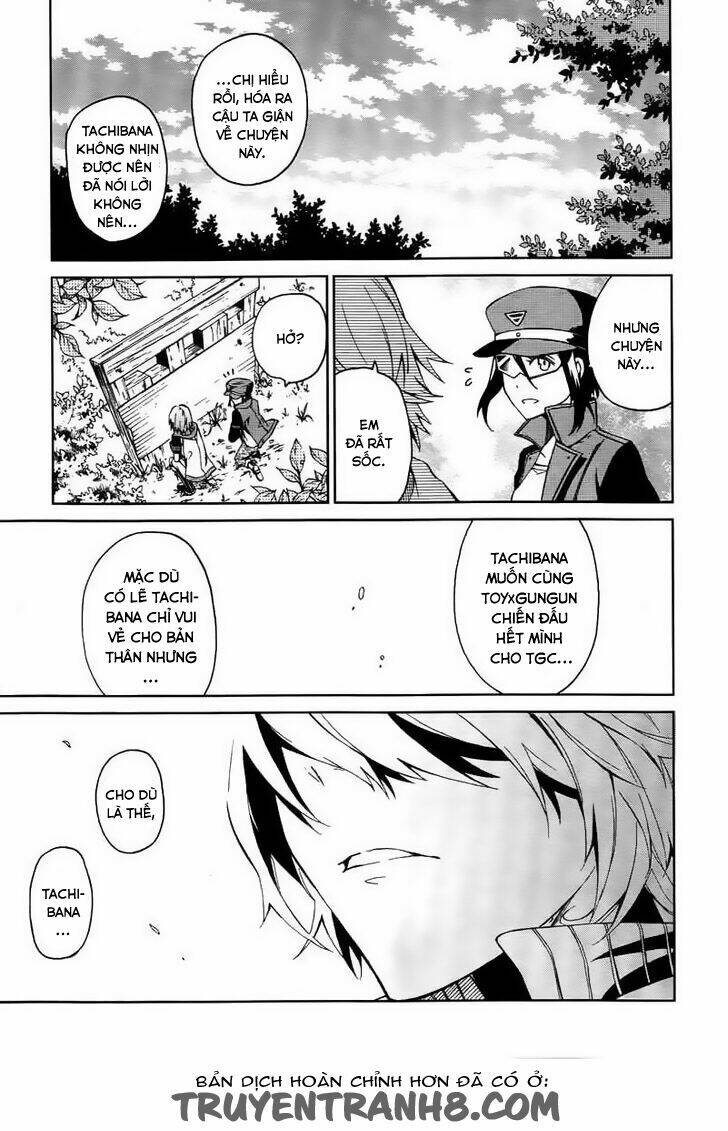 ...CHỊ HIỂU
RỒI, HÓA RA
CẬU TA GIẬN
VỀ CHUYỆN
NÀY.
TACHIBANA
KHÔNG NHỊN
ĐƯỢC NÊN
ĐÃ NÓI LỜI
KHÔNG
NÊN...
NHƯNG
CHUYỆN
NÀY...
EM
ĐÃ RẤT
SỐC.
HỞ?
TACHIBANA
MUỐN CÙNG
TOYxGUNGUN
CHIẾN ĐẤU
HẾT MÌNH
CHO TGC...
MẶC DÙ
CÓ LẼ TACHI-
BANA CHỈ VUI
VẺ CHO BẢN
THÂN NHƯNG
...
CHO DÙ
LÀ THẾ,
TACHI-
BANA
...
BẢN DỊCH HOÀN CHỈNH HƠN ĐÃ CÓ Ở:
TRUYENTRANH8.COM